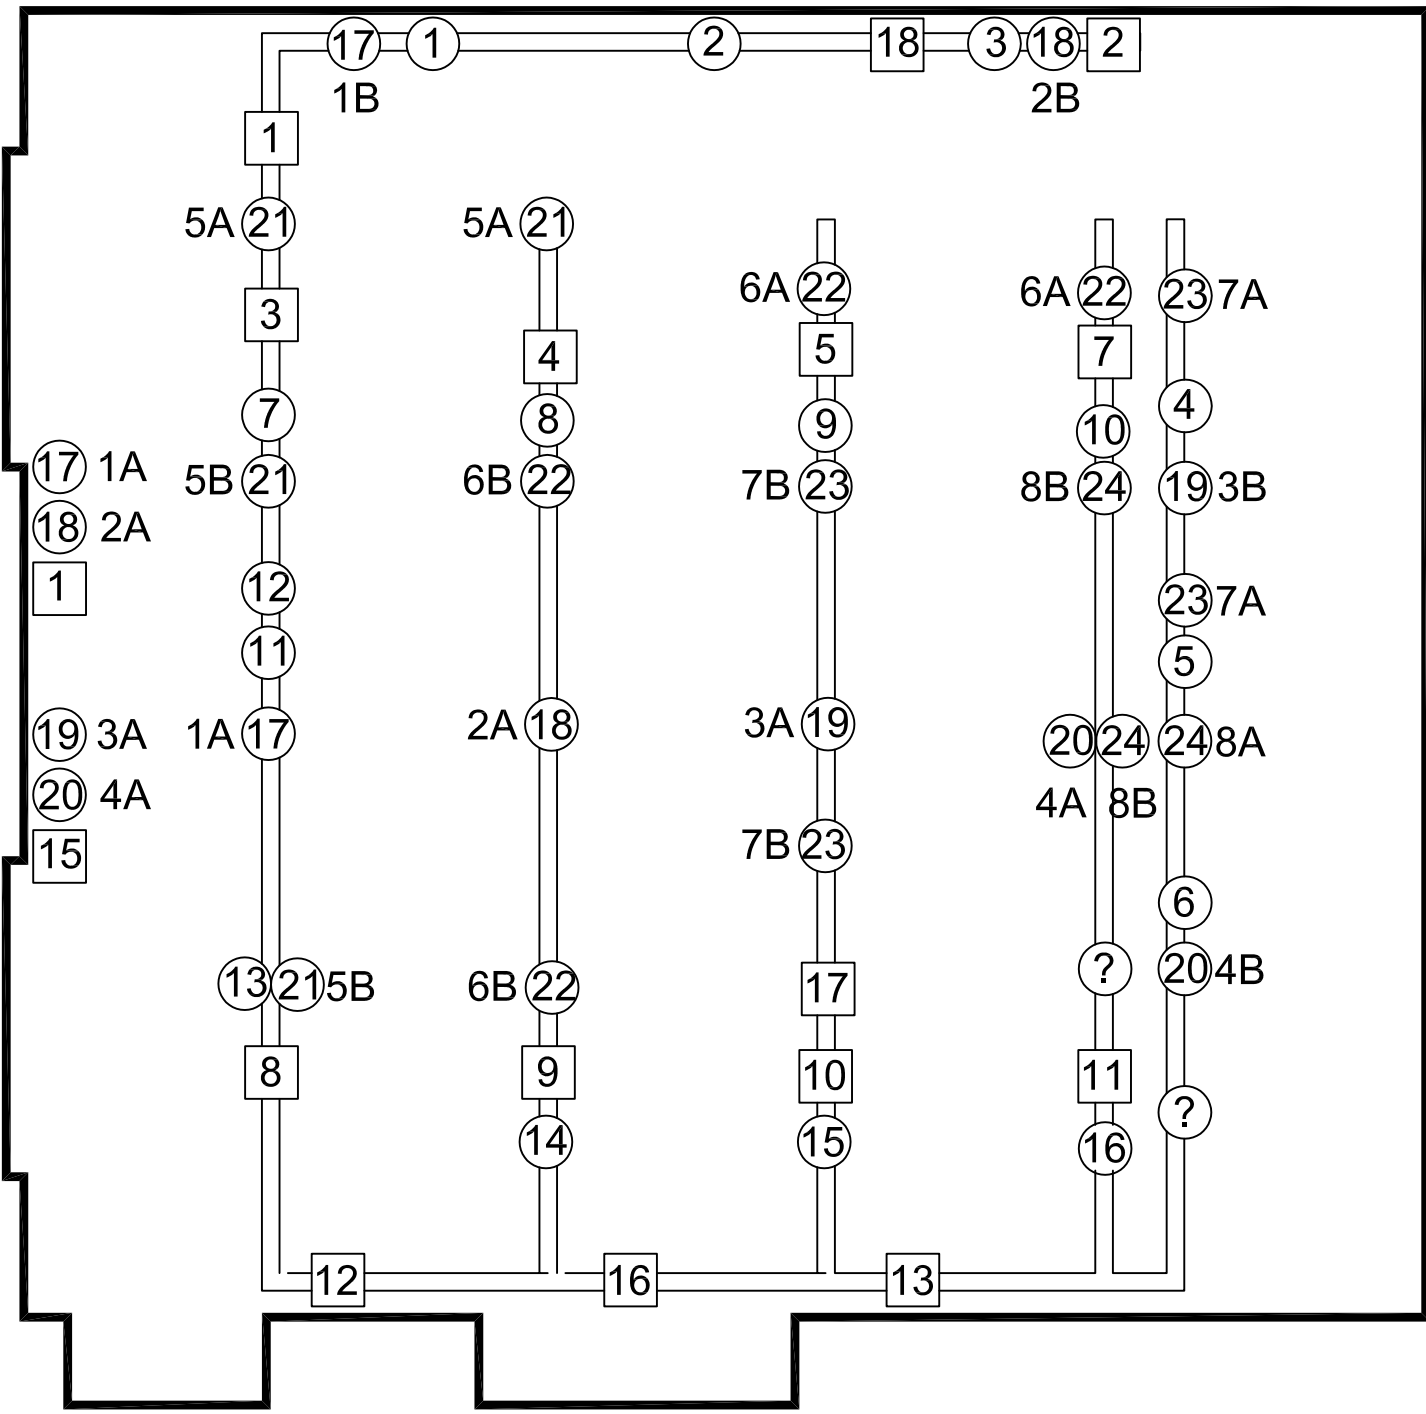 17 1 2 18 3 18 2
1B 2B
1
5A 21 5A 21
6A 22 6A 22 23 7A
3 4 5 7
7 8 9 10 4
17 1A 5B 21 6B 22 7B 23 8B 24 19 3B
18 2A
1 12 23 7A
11 5
19 3A 1A 17 2A 18 3A 19 20 24 24 8A
20 4A 4A 8B
15 7B 23
6
13 21 5B 6B 22 17 ? 20 4B
8 9 10 11
14 15 16 ?
12 16 13